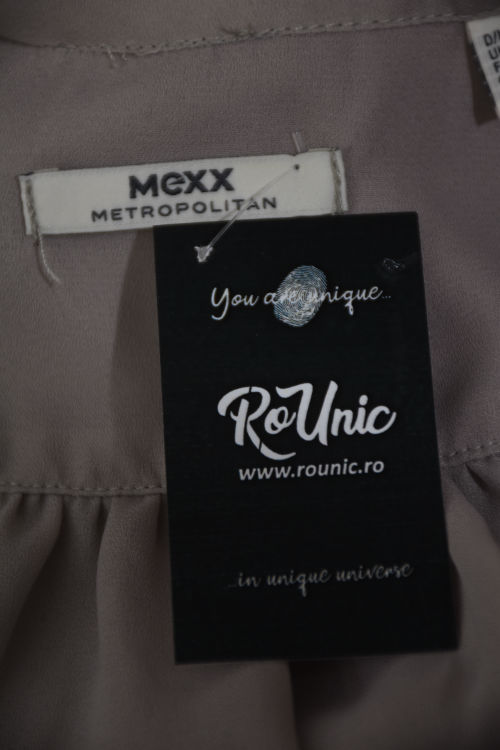 MEXX
METROPOLITAN
You are unique...
RoUnic
www.rounic.ro
...in unique universe